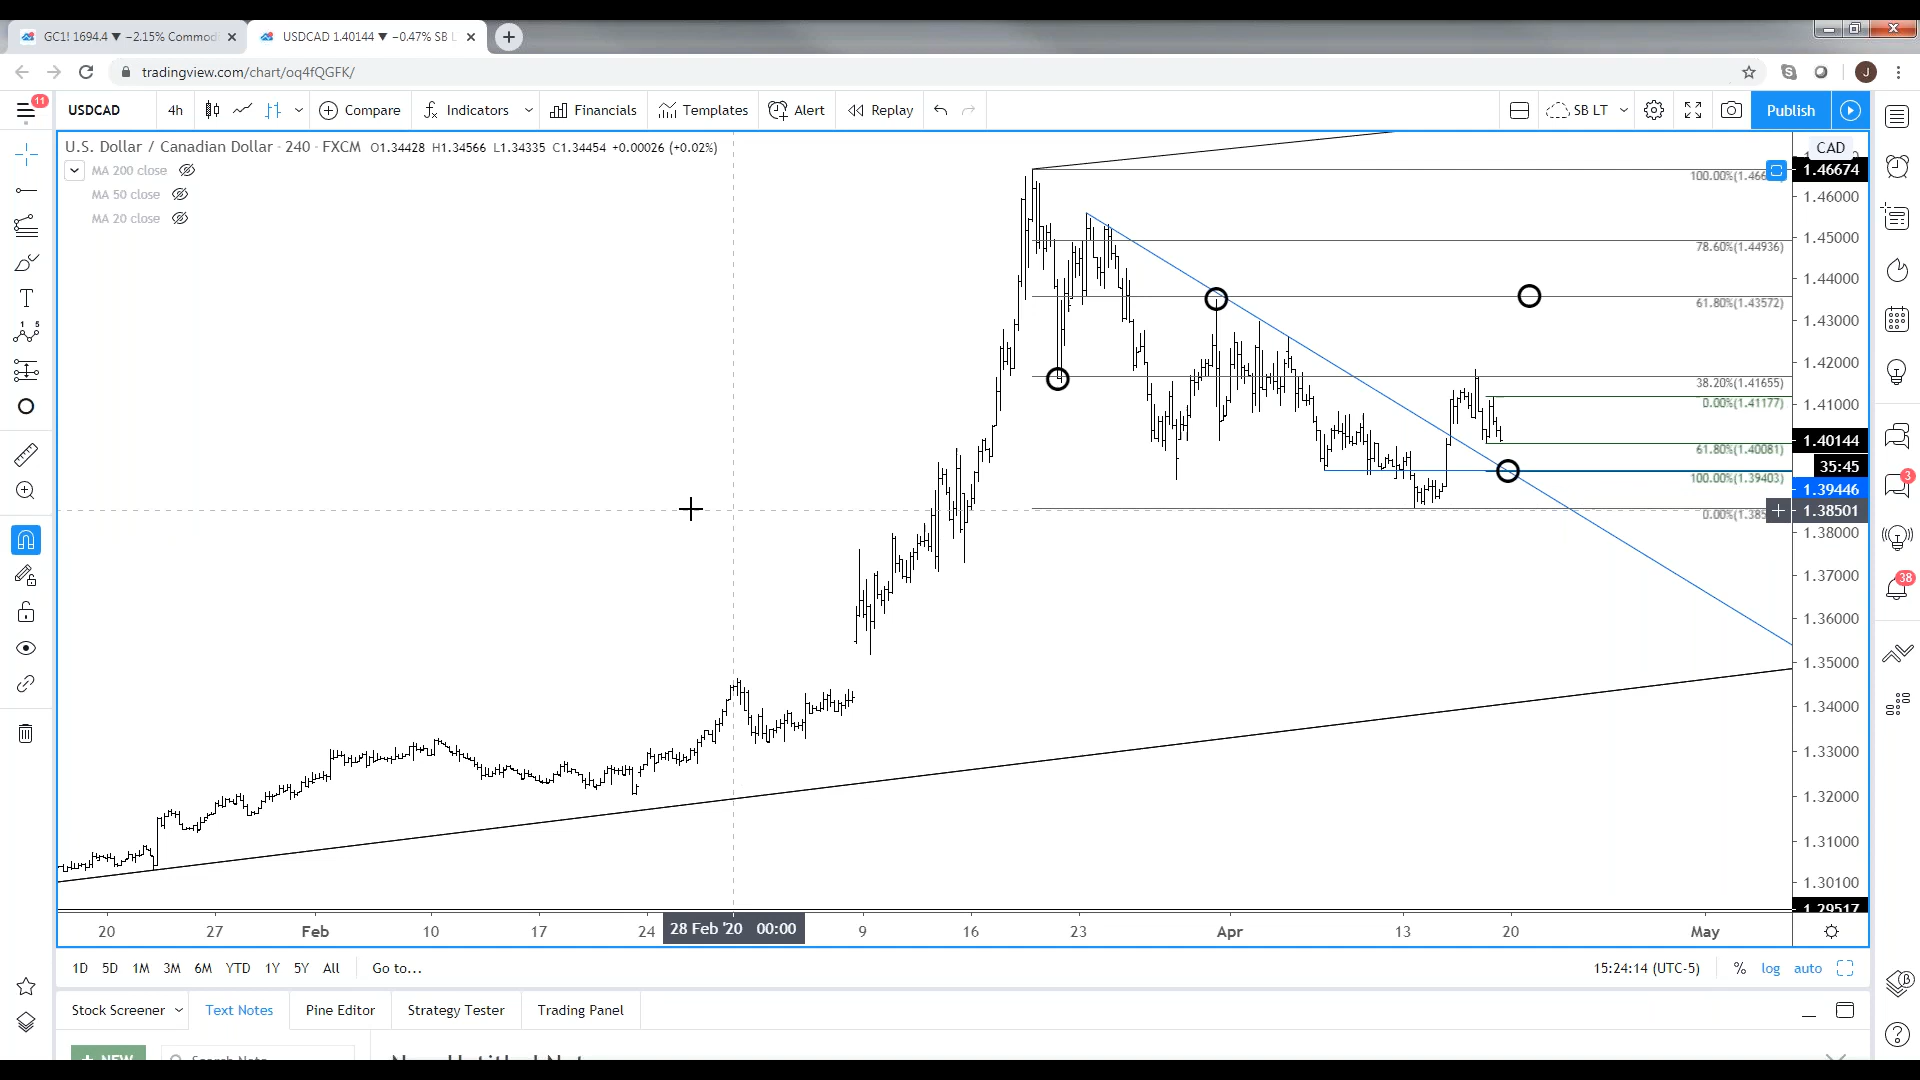 GC1! 1694.4 ▼ −2.15% Commod
USDCAD 1.40144 ▼ −0.47% SB L
tradingview.com/chart/oq4fQGFK/
J
11
USDCAD
4h
Compare
Indicators
Financials
Templates
Alert
Replay
SB LT
Publish
U.S. Dollar / Canadian Dollar · 240 · FXCM O1.34428 H1.34566 L1.34335 C1.34454 +0.00026 (+0.02%)
MA 200 close
MA 50 close
MA 20 close
CAD
1.46674
100.00%(1.46
1.46000
1.45000
78.60%(1.44936)
1.44000
61.80%(1.43572)
1.43000
1.42000
38.20%(1.41655)
0.00%(1.41177)
1.41000
1.40144
61.80%(1.40081)
35:45
100.00%(1.39403)
1.39446
1.38501
0.00%(1.38
1.38000
1.37000
1.36000
1.35000
1.34000
1.33000
1.32000
1.31000
1.30100
1.29517
3
38
20 27 Feb 10 17 24 28 Feb '20 00:00 9 16 23 Apr 13 20 May
1D 5D 1M 3M 6M YTD 1Y 5Y All Go to...
15:24:14 (UTC-5) % log auto
Stock Screener Text Notes Pine Editor Strategy Tester Trading Panel
+ NEW
Search Note